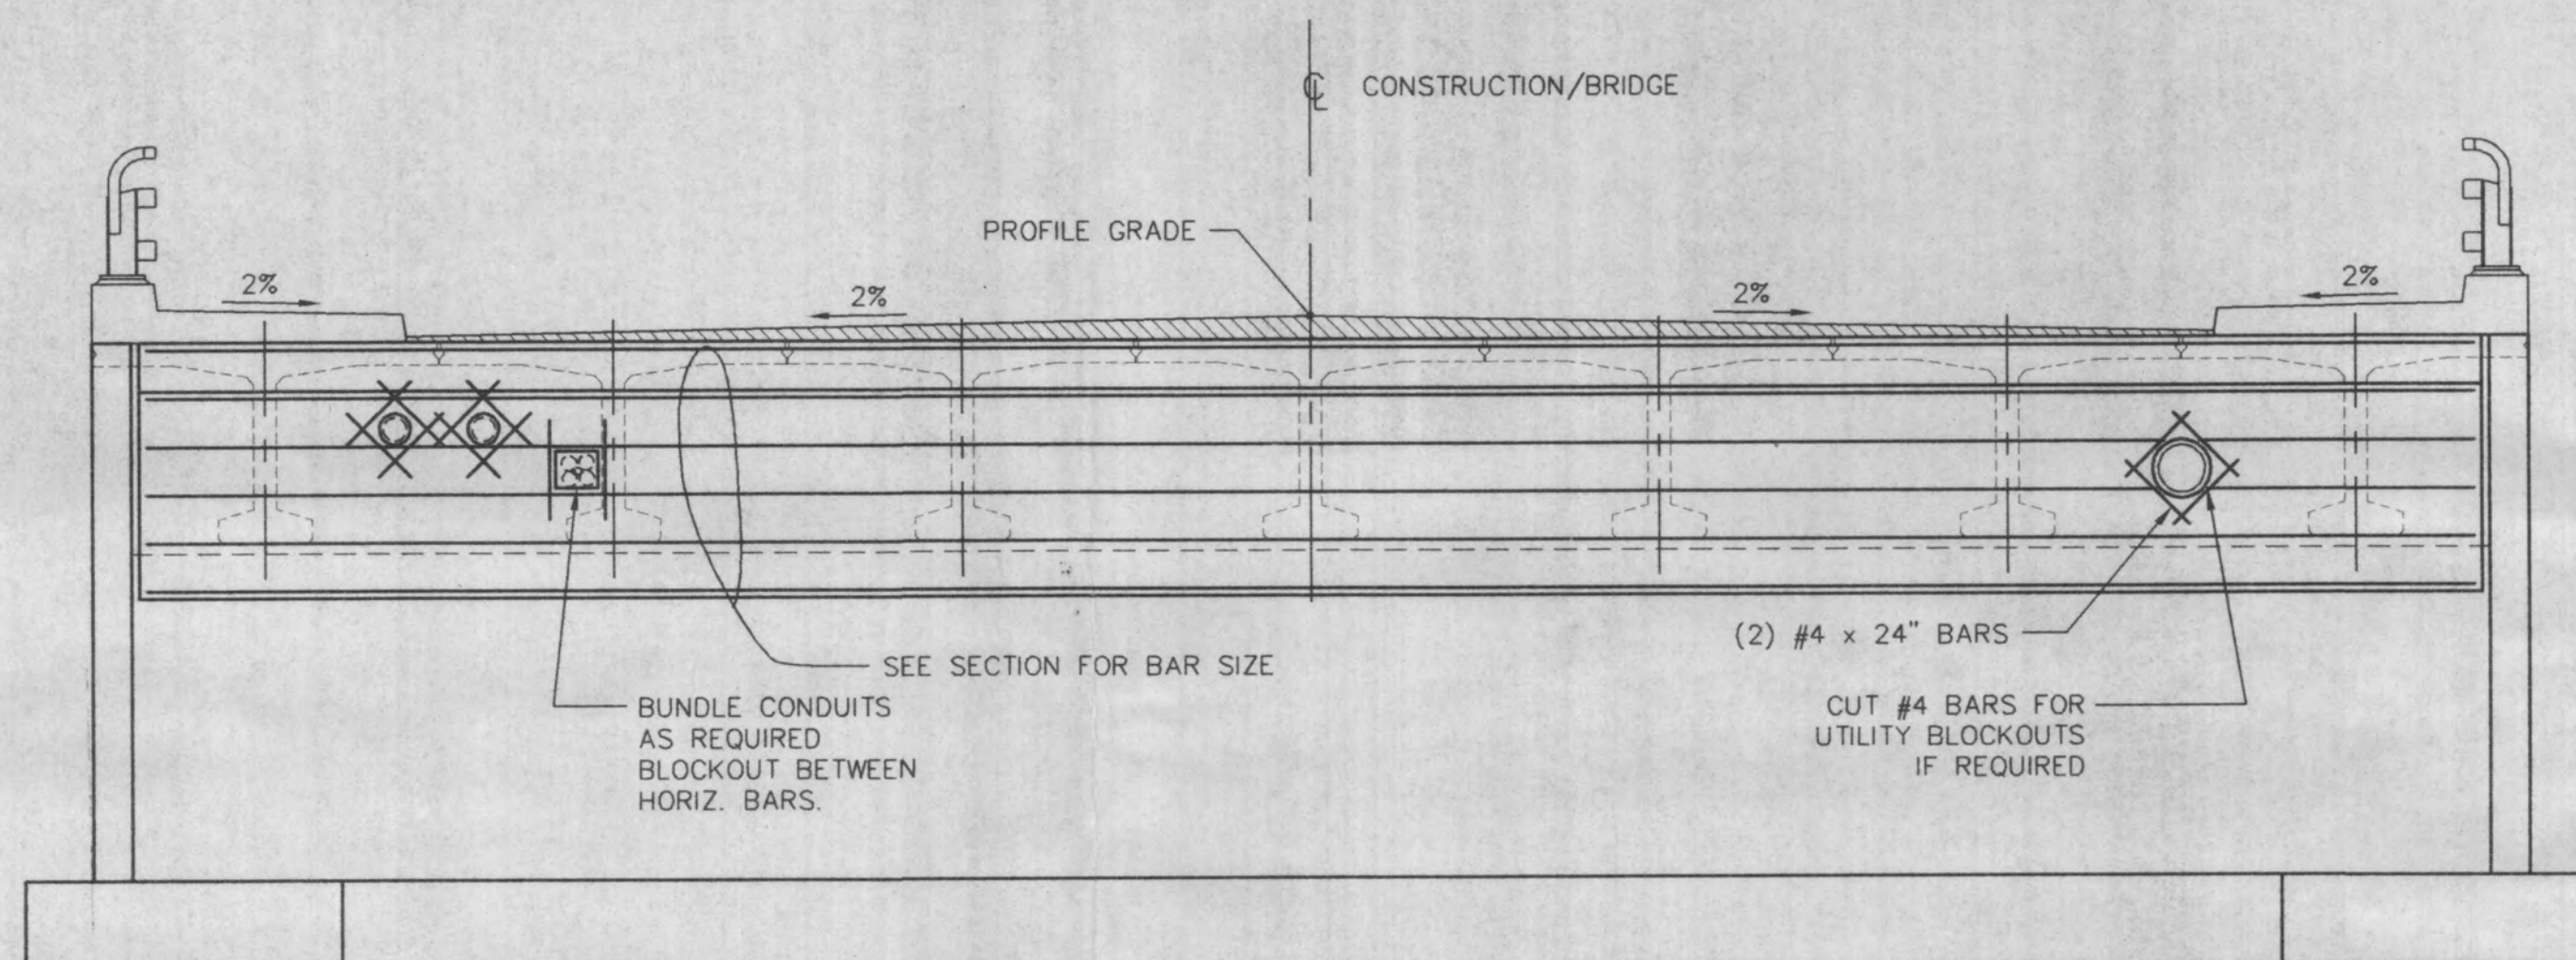 ℄ CONSTRUCTION/BRIDGE
PROFILE GRADE
2%
2%
2%
2%
(2) #4 x 24" BARS
SEE SECTION FOR BAR SIZE
BUNDLE CONDUITS
AS REQUIRED
BLOCKOUT BETWEEN
HORIZ. BARS.
CUT #4 BARS FOR
UTILITY BLOCKOUTS
IF REQUIRED